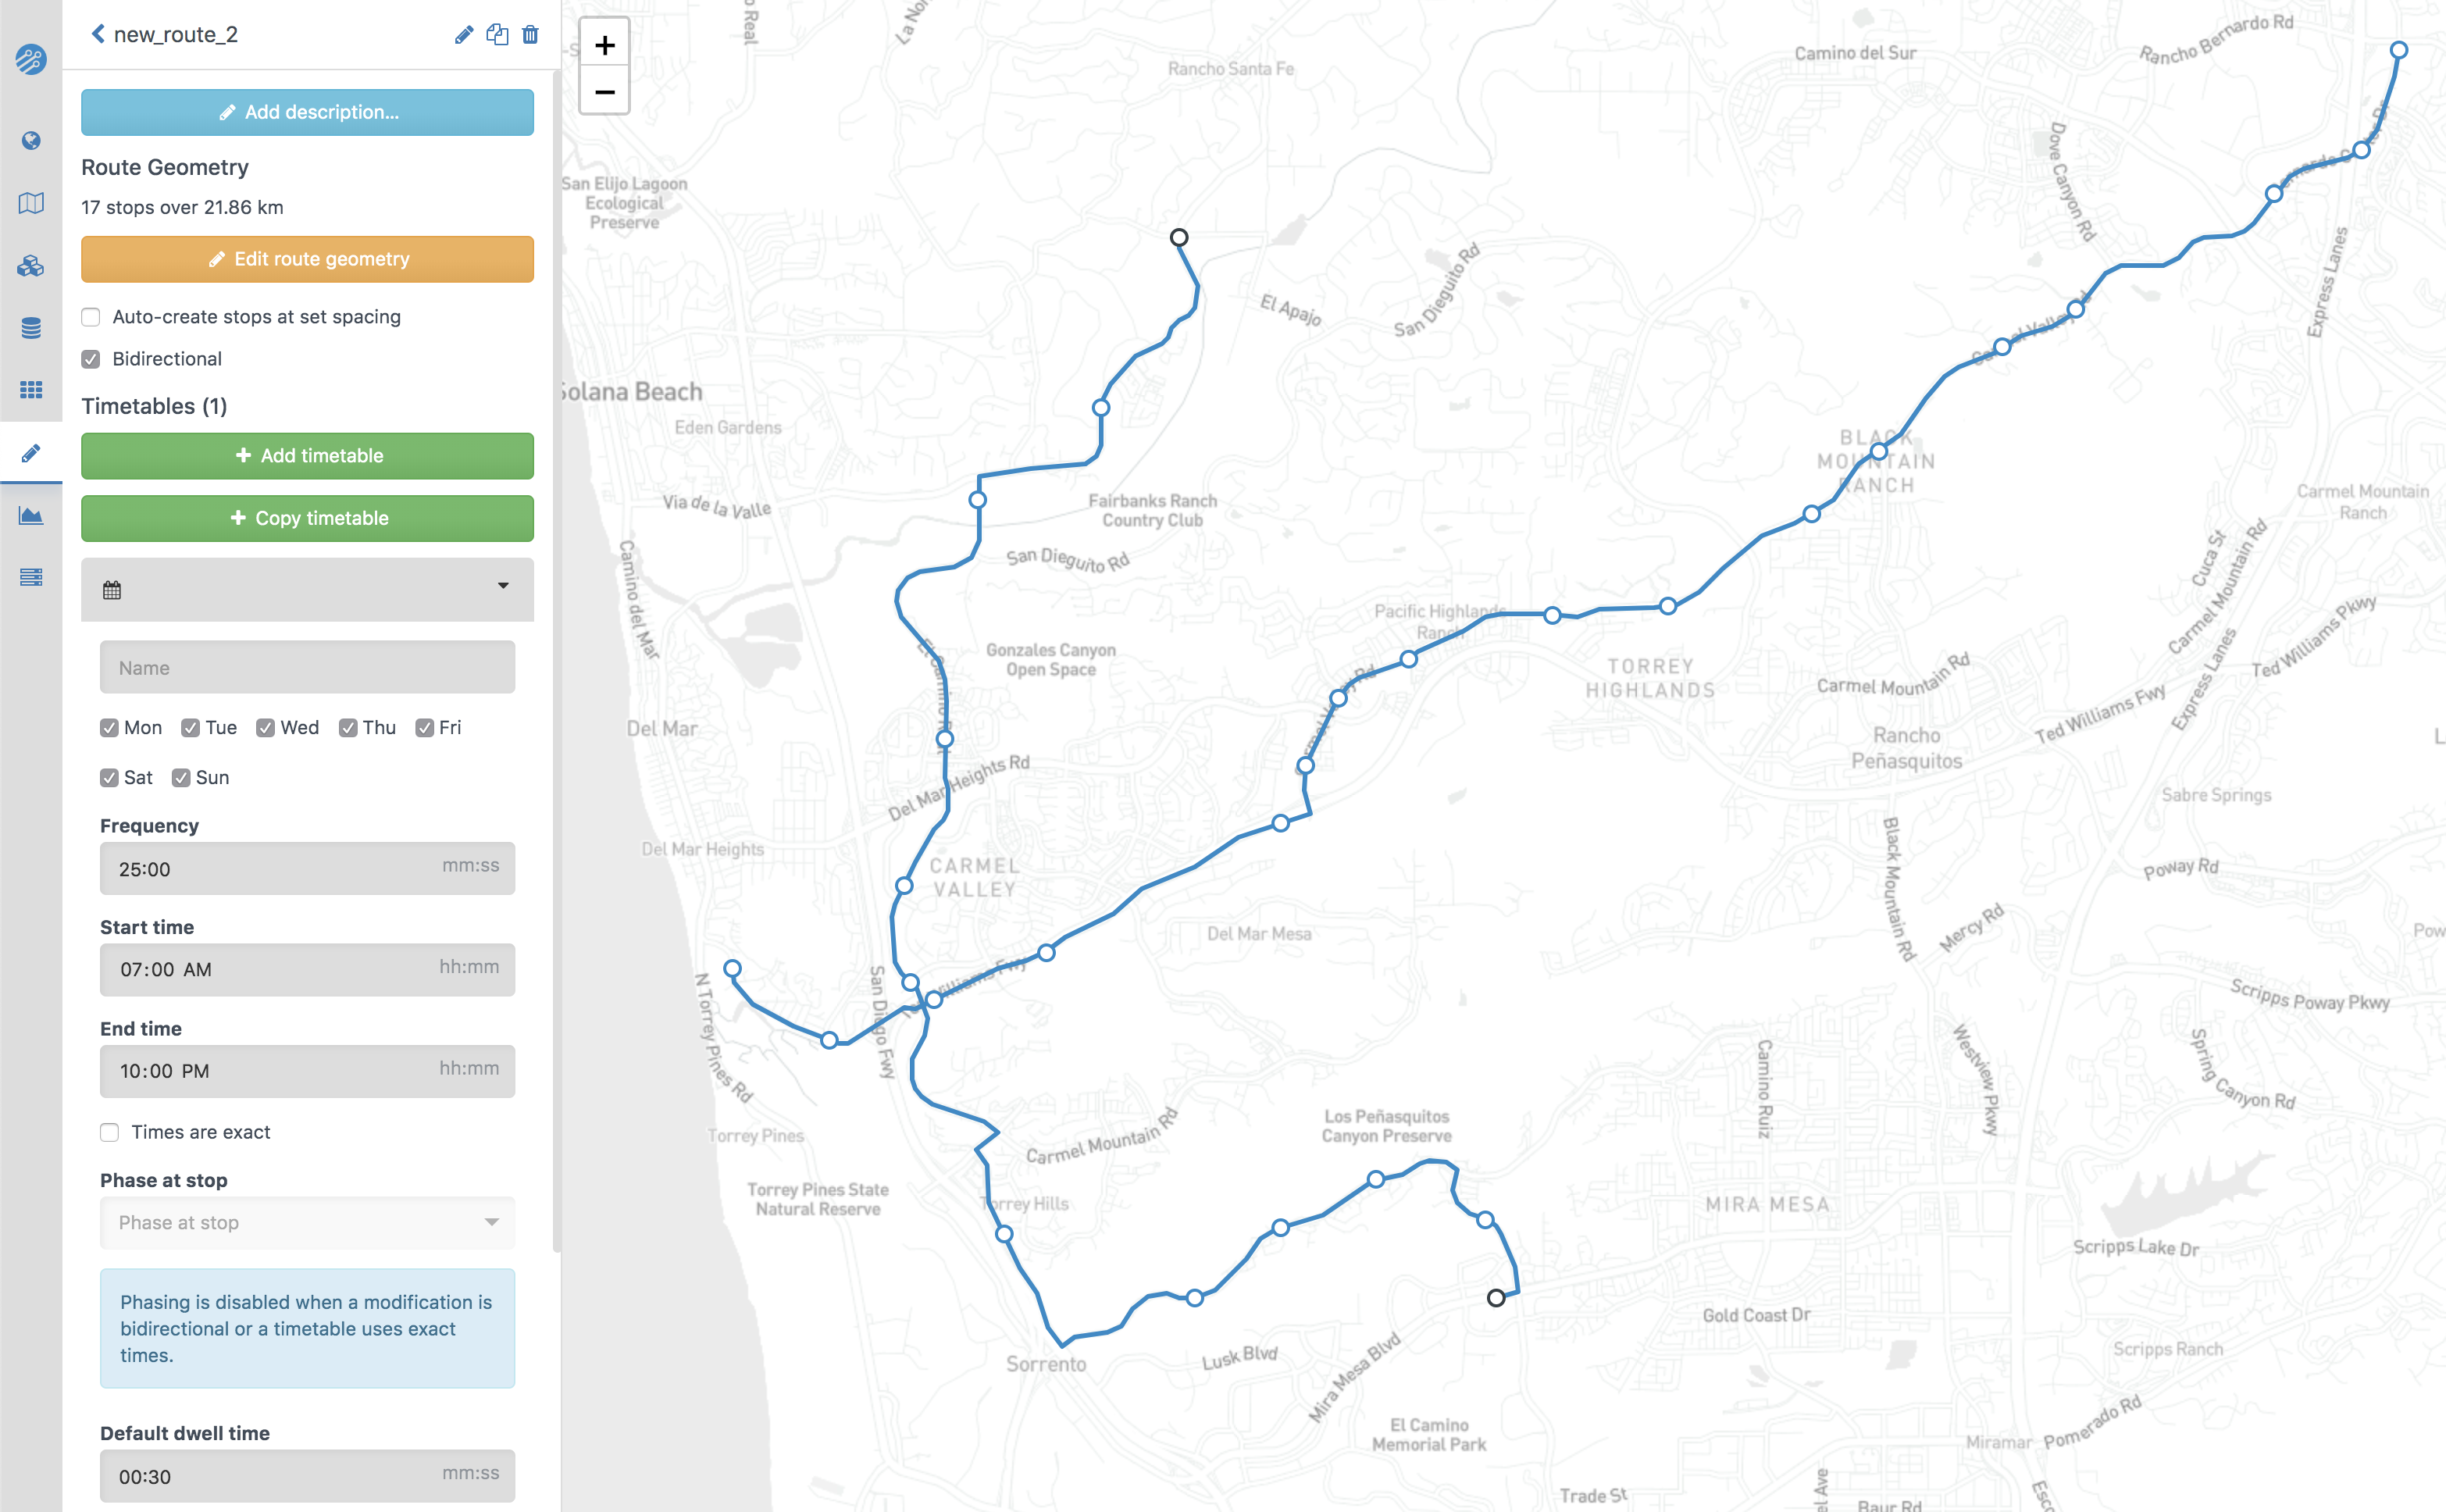 new_route_2
Add description...
Route Geometry
17 stops over 21.86 km
Edit route geometry
Auto-create stops at set spacing
Bidirectional
Timetables (1)
Add timetable
Copy timetable
Name
Mon Tue Wed Thu Fri
Sat Sun
Frequency
25:00 mm:ss
Start time
07:00 AM hh:mm
End time
10:00 PM hh:mm
Times are exact
Phase at stop
Phase at stop
Phasing is disabled when a modification is
bidirectional or a timetable uses exact
times.
Default dwell time
00:30 mm:ss
+
−
Rancho Santa Fe
Camino del Sur
Rancho Bernardo Rd
San Elijo Lagoon
Ecological
Preserve
Dove Canyon Rd
El Apajo
San Dieguito Rd
Express Lanes
Solana Beach
Eden Gardens
Via de la Valle
Fairbanks Ranch
Country Club
San Dieguito Rd
BLACK
MOUNTAIN
RANCH
Carmel Mountain
Ranch
Cuca St
Carmel Mountain Rd
Camino del Mar
Pacific Highlands
Ranch
Gonzales Canyon
Open Space
TORREY
HIGHLANDS
Carmel Mountain Rd
Ted Williams Pkwy
Express Lanes
Ted Williams Fwy
Rancho
Peñasquitos
Del Mar
Del Mar Heights Rd
Sabre Springs
Del Mar Heights
CARMEL
VALLEY
Black Mountain Rd
Poway Rd
Del Mar Mesa
Mercy Rd
Pow
San Diego Fwy
N Torrey Pines Rd
Scripps Poway Pkwy
Camino Ruiz
Westview Pkwy
Spring Canyon Rd
Torrey Pines
Carmel Mountain Rd
Los Peñasquitos
Canyon Preserve
Torrey Pines State
Natural Reserve
Torrey Hills
MIRA MESA
Scripps Lake Dr
Gold Coast Dr
Sorrento
Lusk Blvd
Mira Mesa Blvd
Scripps Ranch
El Camino
Memorial Park
Miramar
Pomerado Rd
Trade St